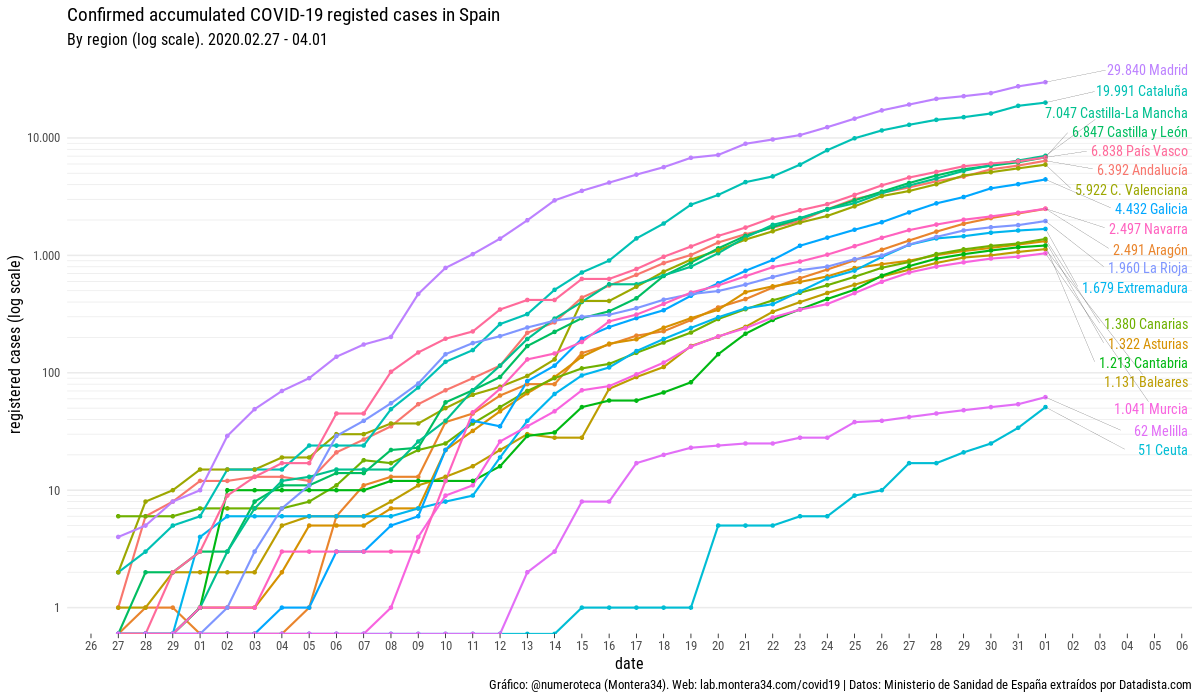 Confirmed accumulated COVID-19 registed cases in Spain
By region (log scale). 2020.02.27 - 04.01
registered cases (log scale)
10.000
1.000
100
10
1
29.840 Madrid
19.991 Cataluña
7.047 Castilla-La Mancha
6.847 Castilla y León
6.838 País Vasco
6.392 Andalucía
5.922 C. Valenciana
4.432 Galicia
2.497 Navarra
2.491 Aragón
1.960 La Rioja
1.679 Extremadura
1.380 Canarias
1.322 Asturias
1.213 Cantabria
1.131 Baleares
1.041 Murcia
62 Melilla
51 Ceuta
26 27 28 29 01 02 03 04 05 06 07 08 09 10 11 12 13 14 15 16 17 18 19 20 21 22 23 24 25 26 27 28 29 30 31 01 02 03 04 05 06
date
Gráfico: @numeroteca (Montera34). Web: lab.montera34.com/covid19 | Datos: Ministerio de Sanidad de España extraídos por Datadista.com